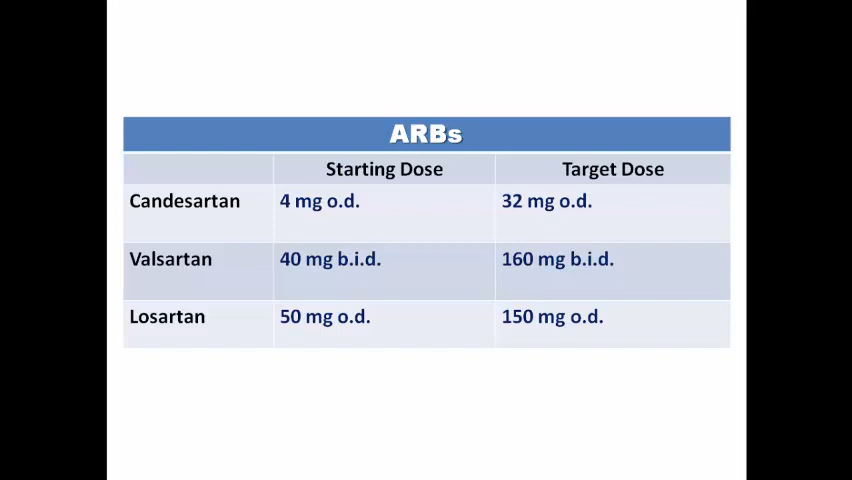 ARBs
Starting Dose Target Dose
Candesartan 4 mg o.d. 32 mg o.d.
Valsartan 40 mg b.i.d. 160 mg b.i.d.
Losartan 50 mg o.d. 150 mg o.d.